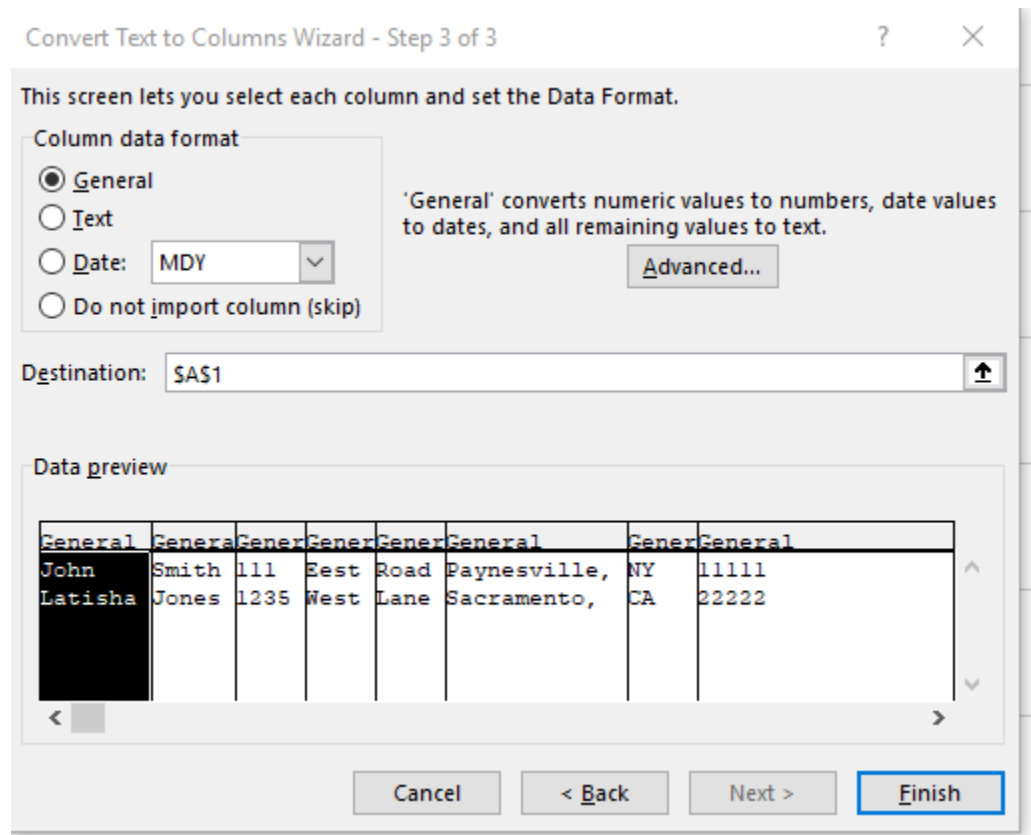 Convert Text to Columns Wizard - Step 3 of 3 ?
This screen lets you select each column and set the Data Format.
Column data format
General
Text
Date: MDY
Do not import column (skip)
'General' converts numeric values to numbers, date values
to dates, and all remaining values to text.
Advanced...
Destination: $A$1
Data preview
General Genera Gener Gener Gener General Gener General
John Smith 111 Eest Road Paynesville, NY 11111
Latisha Jones 1235 West Lane Sacramento, CA 22222
Cancel < Back Next > Finish